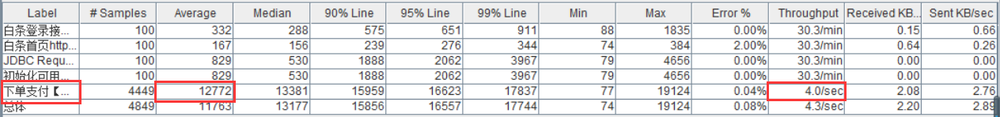 Label # Samples Average Median 90% Line 95% Line 99% Line Min Max Error % Throughput Received KB... Sent KB/sec
白条登录接... 100 332 288 575 651 911 88 1835 0.00% 30.3/min 0.15 0.66
白条首页http... 100 167 156 239 276 344 74 384 2.00% 30.3/min 0.64 0.26
JDBC Requ... 100 829 530 1888 2062 3967 79 4656 0.00% 30.3/min 0.00 0.00
初始化可用... 100 829 530 1888 2062 3967 79 4656 0.00% 30.3/min 0.00 0.00
下单支付【... 4449 12772 13381 15959 16623 17837 77 19124 0.04% 4.0/sec 2.08 2.76
总体 4849 11763 13177 15856 16557 17744 74 19124 0.08% 4.3/sec 2.20 2.89